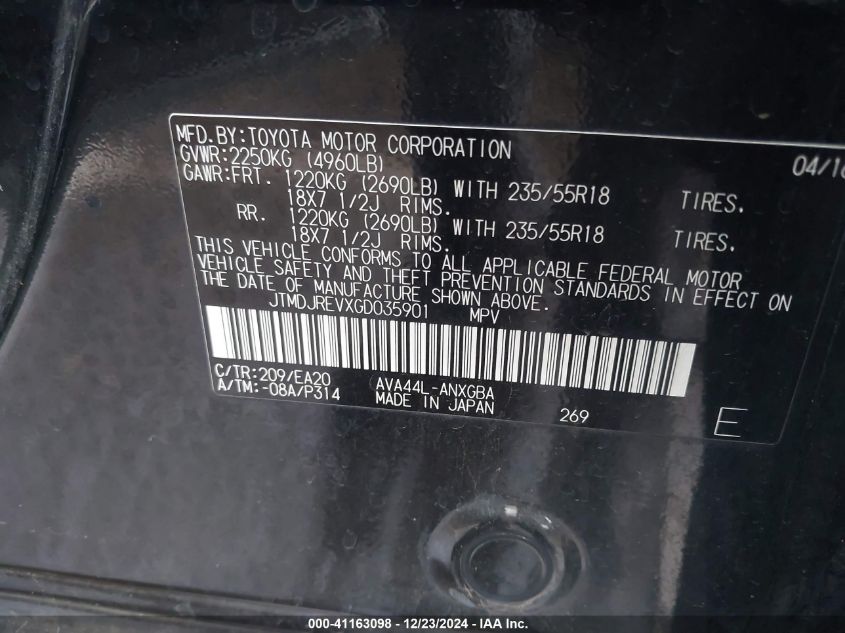 MFD.BY:TOYOTA MOTOR CORPORATION 04/16
GVWR:2250KG (4960LB)
GAWR:FRT. 1220KG (2690LB) WITH 235/55R18 TIRES.
18X7 1/2J RIMS.
RR. 1220KG (2690LB) WITH 235/55R18 TIRES.
18X7 1/2J RIMS.
THIS VEHICLE CONFORMS TO ALL APPLICABLE FEDERAL MOTOR
VEHICLE SAFETY AND THEFT PREVENTION STANDARDS IN EFFECT ON
THE DATE OF MANUFACTURE SHOWN ABOVE.
JTMDJREVXGD035901 MPV
C/TR:209/EA20 AVA44L-ANXGBA
A/TM:-08A/P314 MADE IN JAPAN 269 E
000-41163098 - 12/23/2024 - IAA Inc.